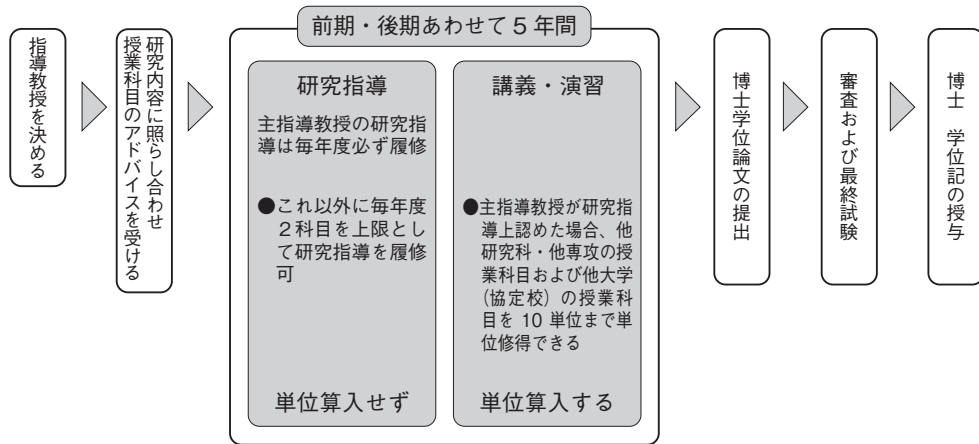 指導教授を決める
研究内容に照らし合わせ
授業科目のアドバイスを受ける
前期・後期あわせて5年間
研究指導
主指導教授の研究指
導は毎年度必ず履修
●これ以外に毎年度
2科目を上限とし
て研究指導を履修
可
単位算入せず
講義・演習
●主指導教授が研究指
導上認めた場合、他
研究科・他専攻の授
業科目および他大学
(協定校)の授業科
目を 10 単位まで単
位修得できる
単位算入する
博士学位論文の提出
審査および最終試験
博士 学位記の授与